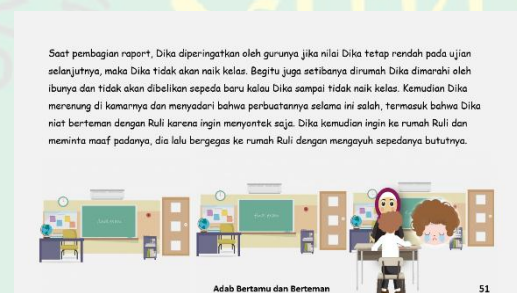 Saat pembagian raport, Dika diperingatkan oleh gurunya jika nilai Dika tetap rendah pada ujian
selanjutnya, maka Dika tidak akan naik kelas. Begitu juga setibanya dirumah Dika dimarahi oleh
ibunya dan tidak akan dibelikan sepeda baru kalau Dika sampai tidak naik kelas. Kemudian Dika
merenung di kamarnya dan menyadari bahwa perbuatannya selama ini salah, termasuk bahwa Dika
niat berteman dengan Ruli karena ingin menyontek saja. Dika kemudian ingin ke rumah Ruli dan
meminta maaf padanya, dia lalu bergegas ke rumah Ruli dengan mengayuh sepedanya bututnya.
Adab Bertamu dan Berteman
51